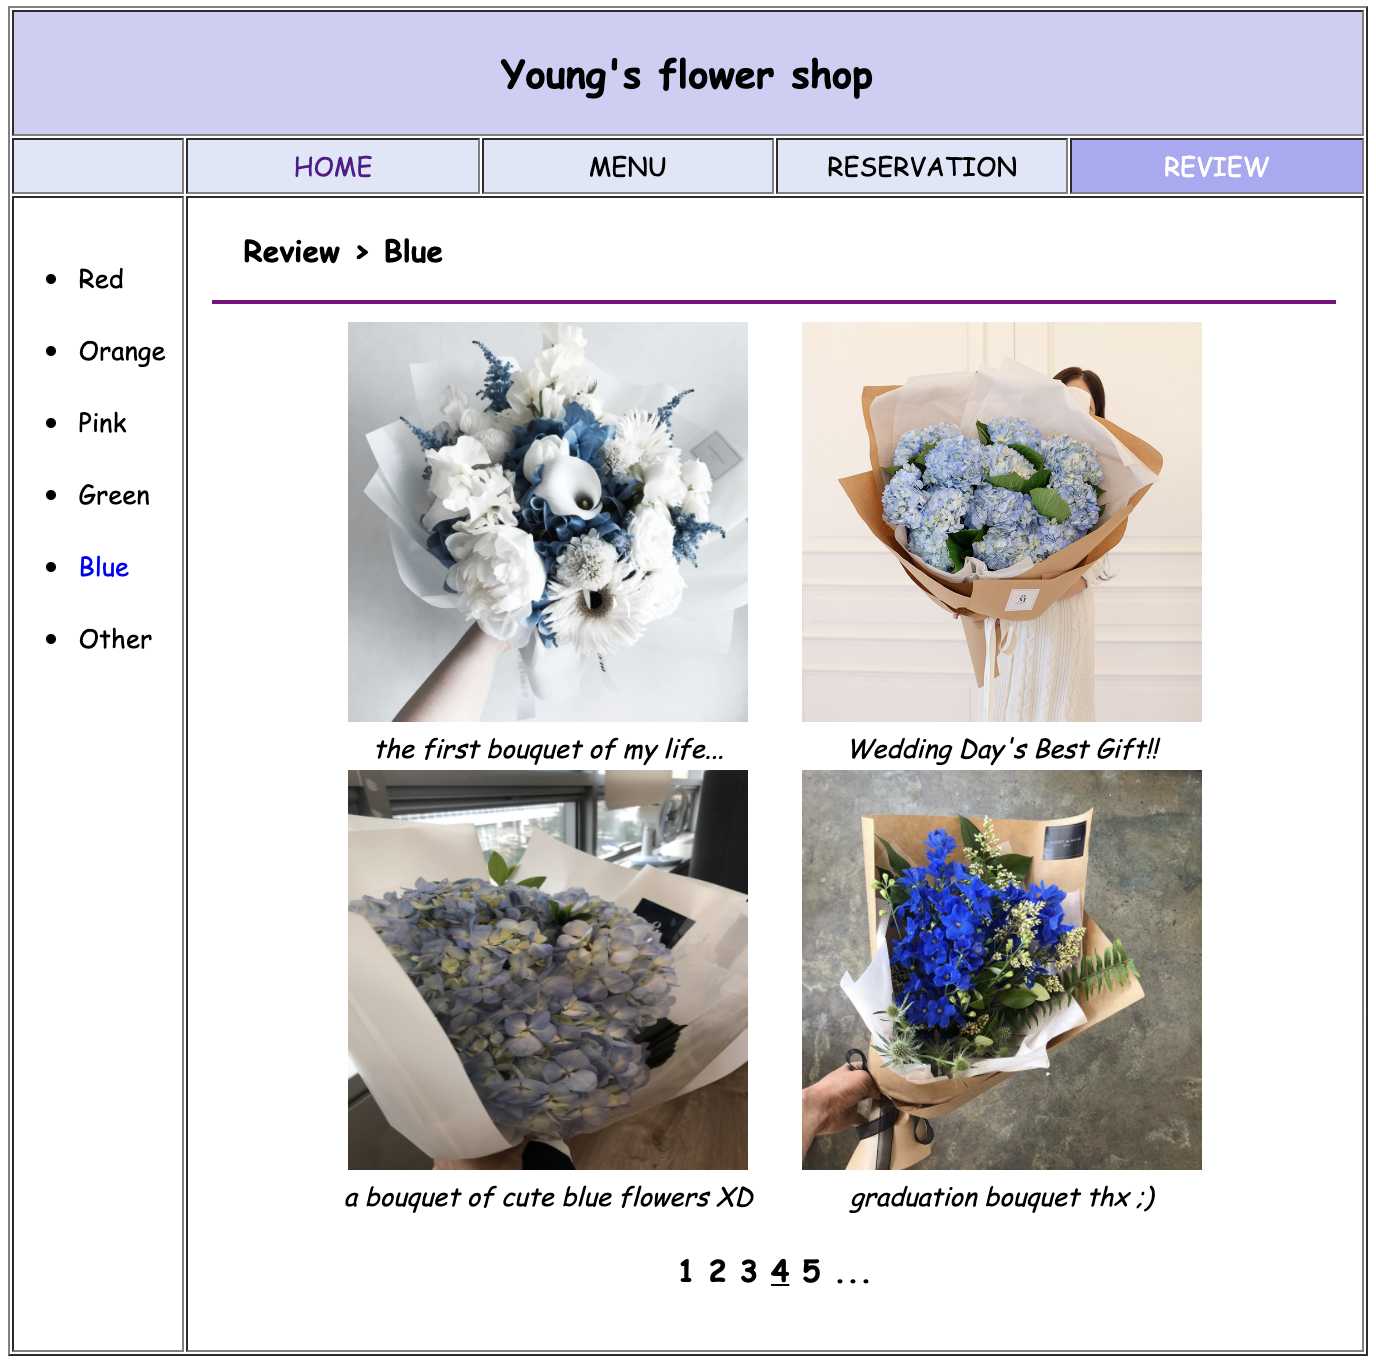 Young's flower shop
HOME MENU RESERVATION REVIEW
Review > Blue
Red
Orange
Pink
Green
Blue
Other
the first bouquet of my life...
Wedding Day's Best Gift!!
a bouquet of cute blue flowers XD
graduation bouquet thx ;)
1 2 3 4 5 ...